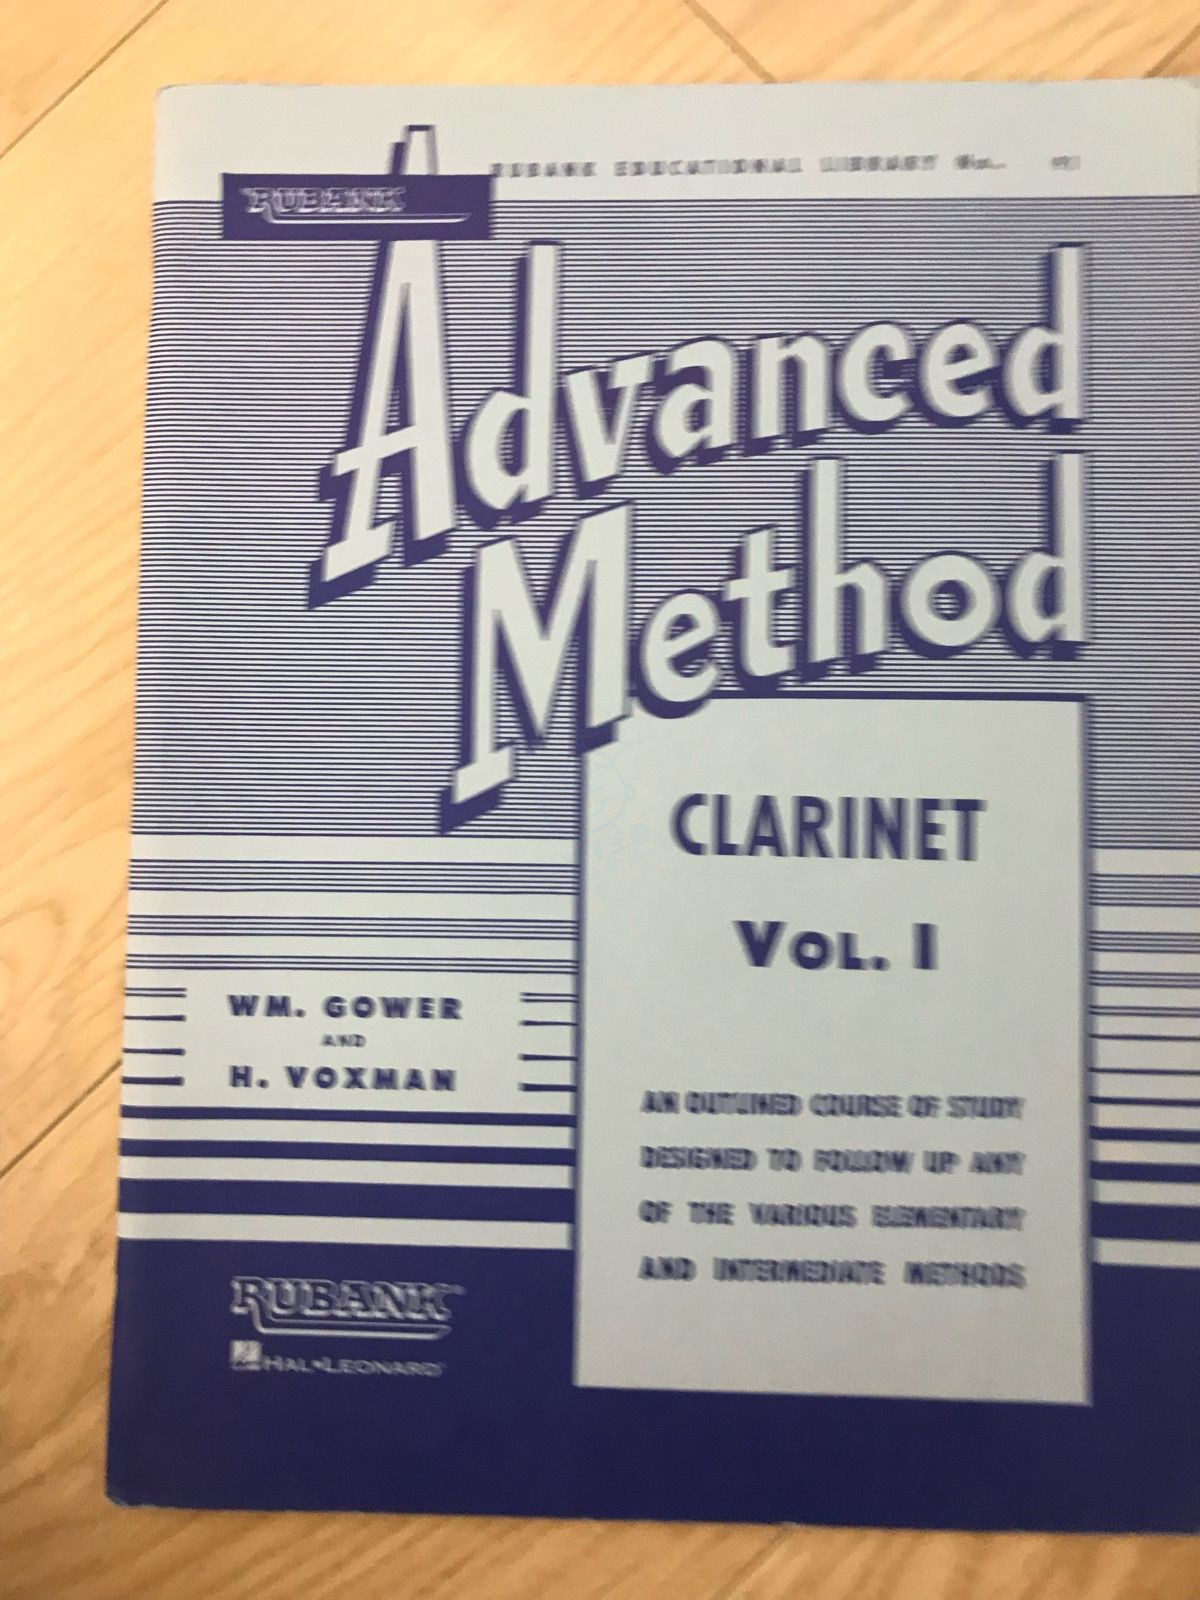 RUBANK EDUCATIONAL LIBRARY No.
RUBANK
Advanced
Method
CLARINET
VOL. I
WM. GOWER
AND
H. VOXMAN
AN OUTLINED COURSE OF STUDY
DESIGNED TO FOLLOW UP ANY
OF THE VARIOUS ELEMENTARY
AND INTERMEDIATE METHODS
RUBANK
HAL•LEONARD